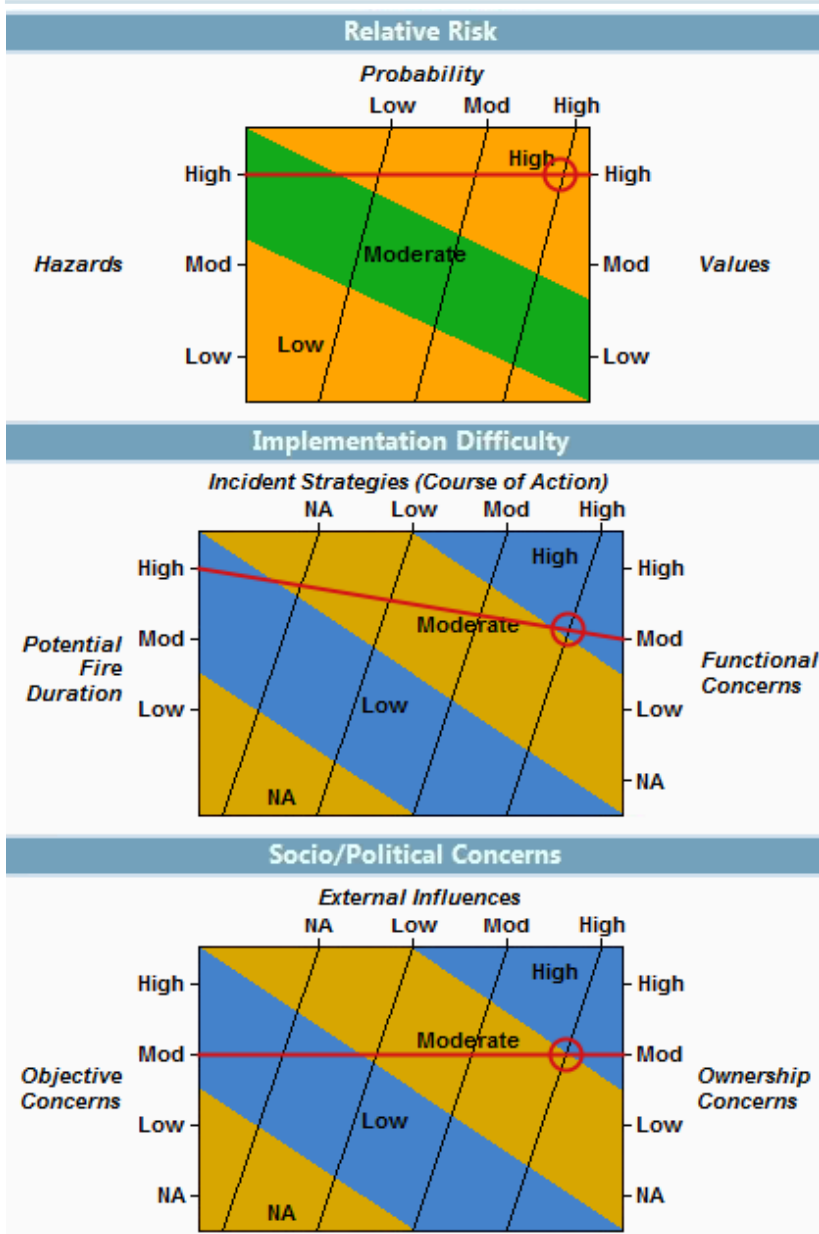 Relative Risk
Probability
Low Mod High
High High High
Hazards Mod Moderate Mod Values
Low Low Low
Implementation Difficulty
Incident Strategies (Course of Action)
NA Low Mod High
High High High
Potential Fire Duration Mod Moderate Mod Functional Concerns
Low Low Low
NA NA
Socio/Political Concerns
External Influences
NA Low Mod High
High High High
Objective Concerns Mod Moderate Mod Ownership Concerns
Low Low Low
NA NA NA